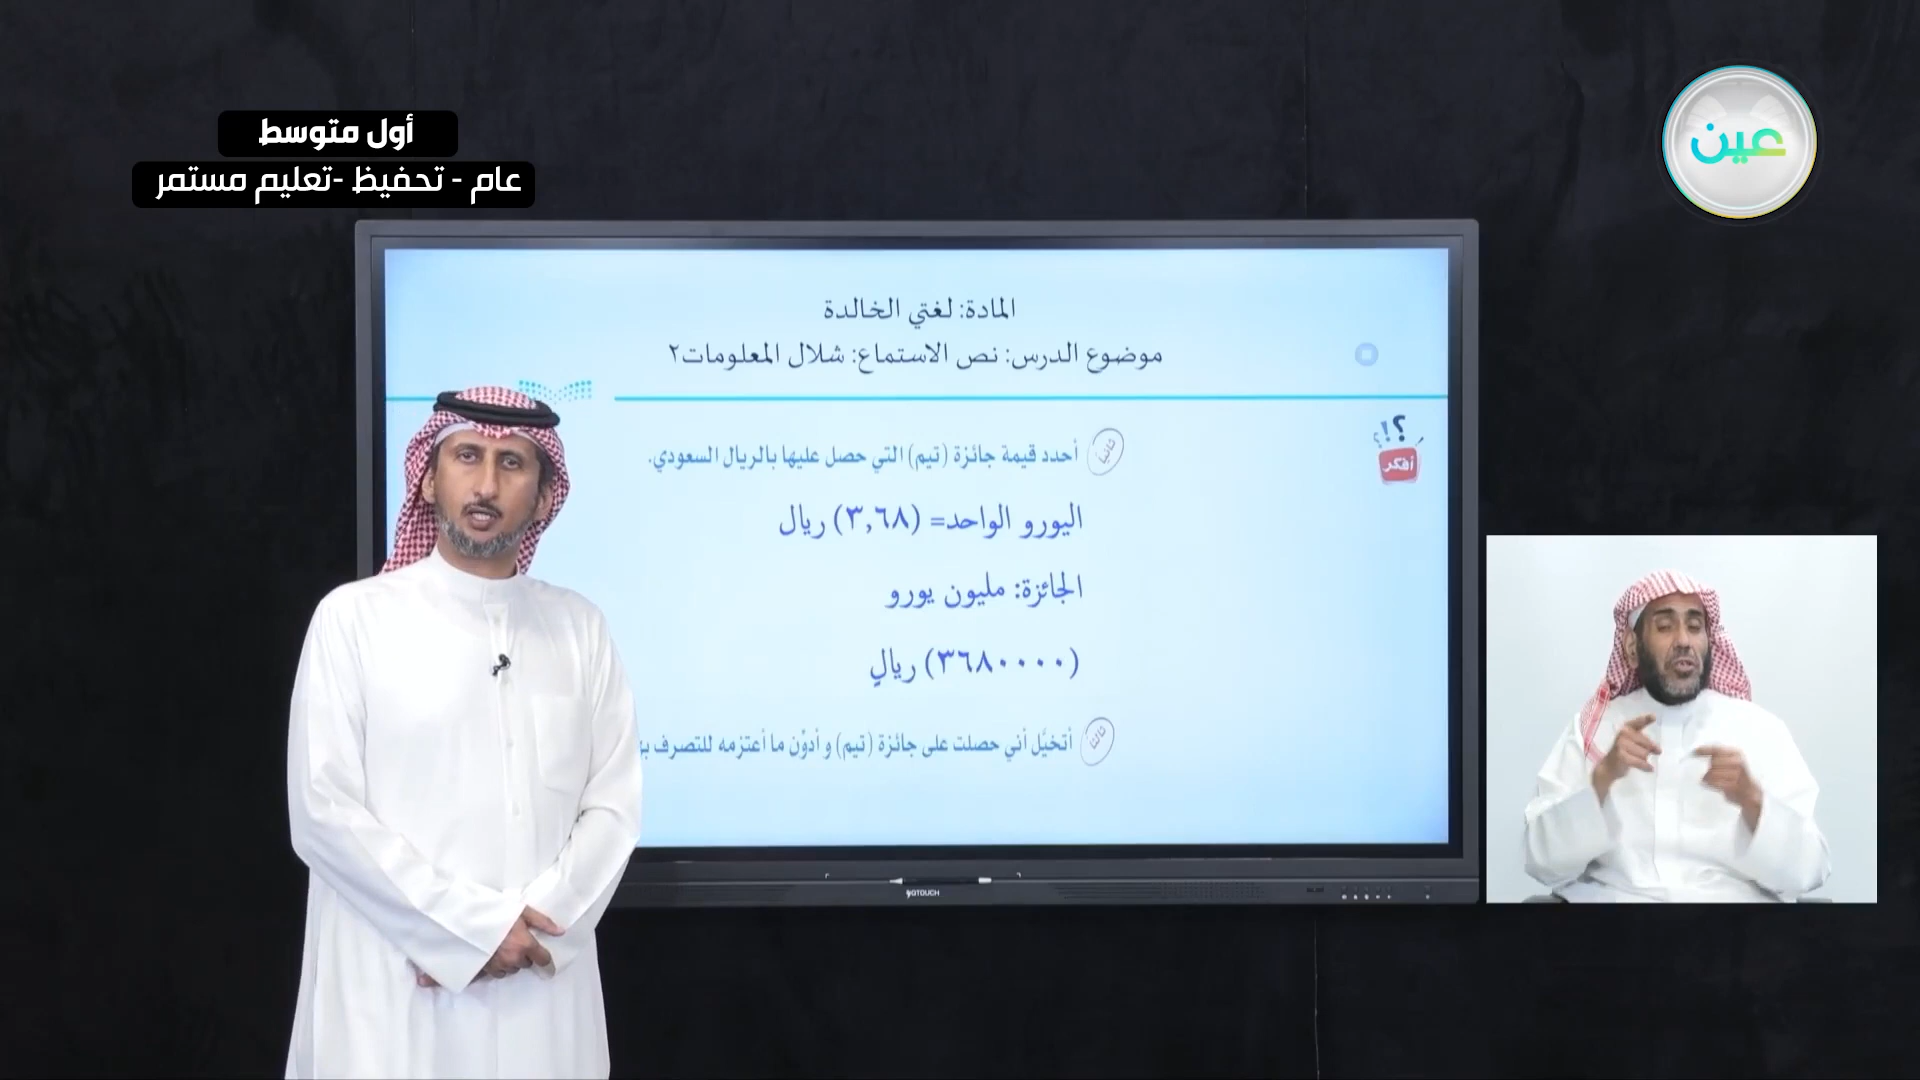 أول متوسط
عام - تحفيظ -تعليم مستمر
عين
المادة: لغتي الخالدة
موضوع الدرس: نص الاستماع: شلال المعلومات٢
؟!؟
أفكر
ثانيًا
أحدد قيمة جائزة (تيم) التي حصل عليها بالريال السعودي.
اليورو الواحد= (٣,٦٨) ريال
الجائزة: مليون يورو
(٣٦٨٠٠٠٠) ريالٍ
ثالثا
أتخيَّل أني حصلت على جائزة (تيم) و أدوّن ما أعتزمه للتصرف